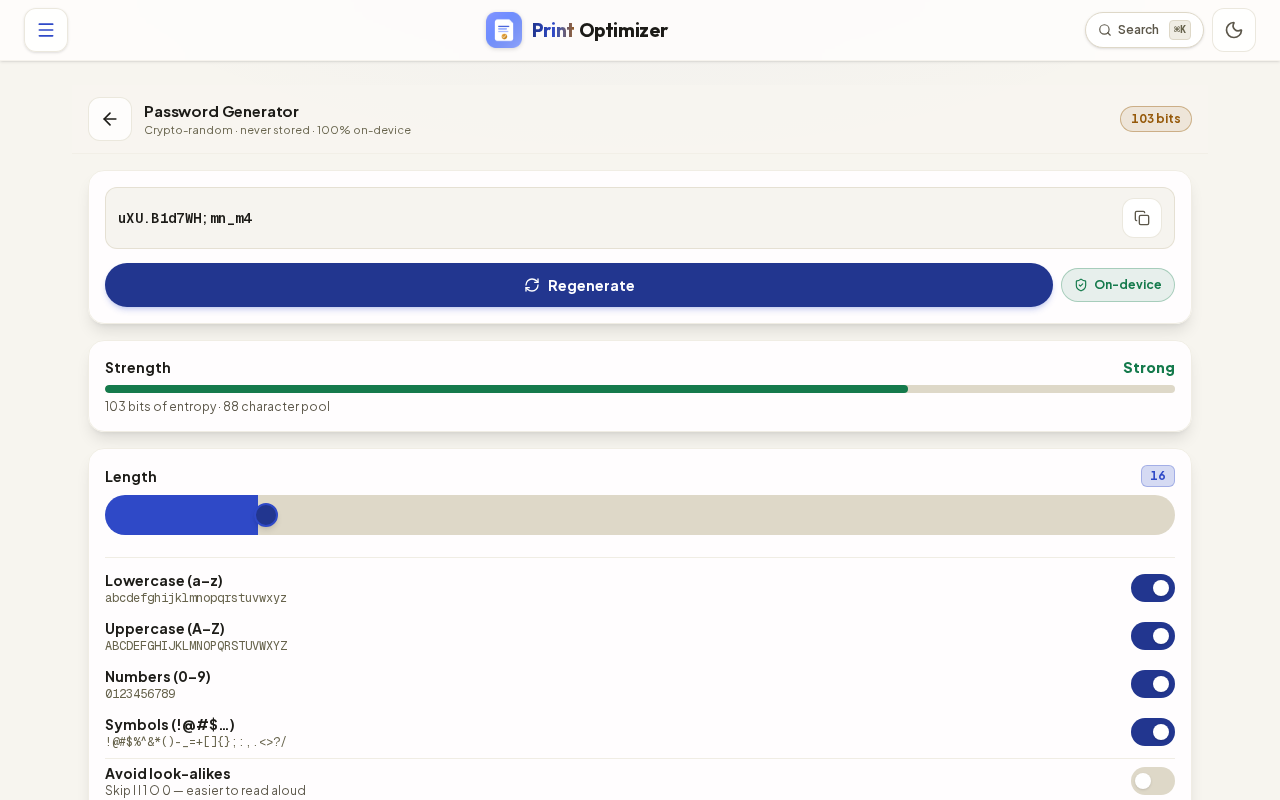 Print Optimizer
Search ⌘K
Password Generator
Crypto-random · never stored · 100% on-device
103 bits
uXU.B1d7WH;mn_m4
Regenerate
On-device
Strength
Strong
103 bits of entropy · 88 character pool
Length
16
Lowercase (a–z)
abcdefghijklmnopqrstuvwxyz
Uppercase (A–Z)
ABCDEFGHIJKLMNOPQRSTUVWXYZ
Numbers (0–9)
0123456789
Symbols (!@#$…)
!@#$%^&*()-_=+[]{};:,.<>?/
Avoid look-alikes
Skip l I 1 O 0 — easier to read aloud